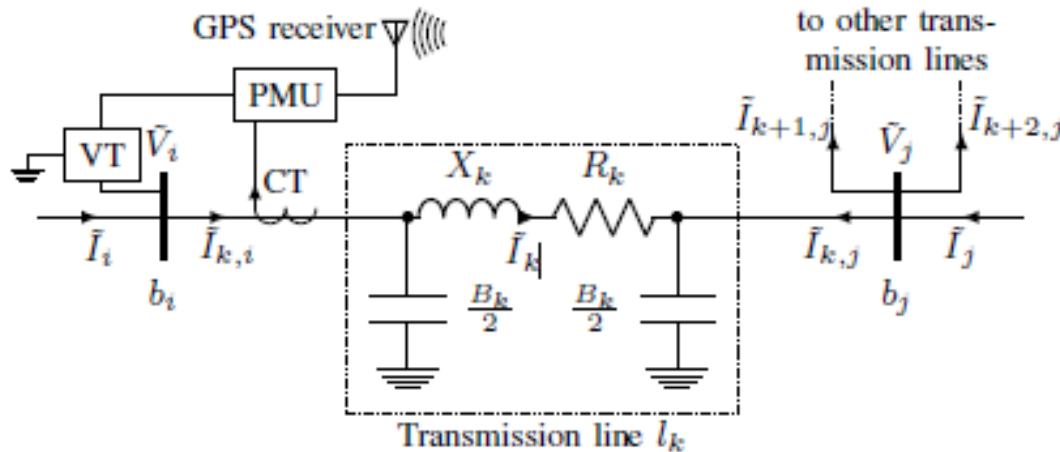 GPS receiver
to other trans-
mission lines
PMU
VT
Ṽᵢ
CT
Xₖ
Rₖ
Ĩₖ₊₁,ⱼ
Ṽⱼ
Ĩₖ₊₂,ⱼ
Ĩᵢ
Ĩₖ,ᵢ
Ĩₖ
Ĩₖ,ⱼ
Ĩⱼ
bᵢ
Bₖ/2
Bₖ/2
bⱼ
Transmission line lₖ